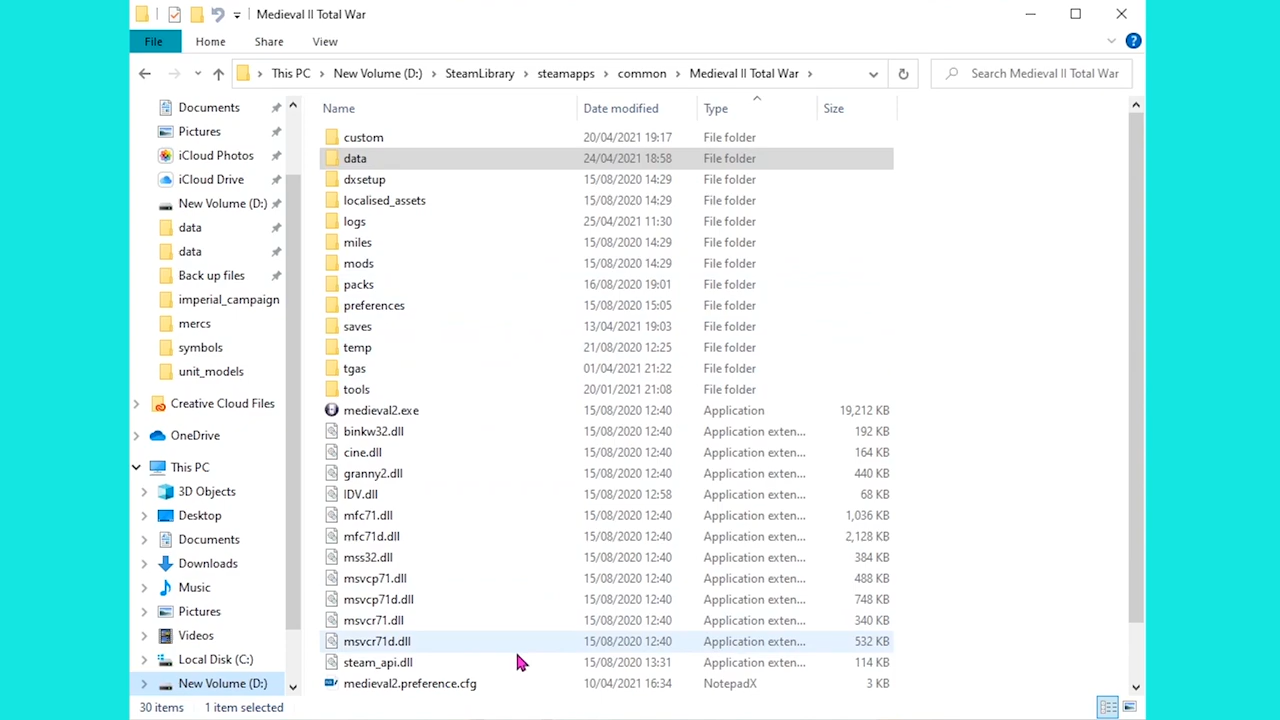 Medieval II Total War
File Home Share View
This PC > New Volume (D:) > SteamLibrary > steamapps > common > Medieval II Total War >
Search Medieval II Total War
Documents
Pictures
iCloud Photos
iCloud Drive
New Volume (D:)
data
data
Back up files
imperial_campaign
mercs
symbols
unit_models
Creative Cloud Files
OneDrive
This PC
3D Objects
Desktop
Documents
Downloads
Music
Pictures
Videos
Local Disk (C:)
New Volume (D:)
Name Date modified Type Size
custom 20/04/2021 19:17 File folder
data 24/04/2021 18:58 File folder
dxsetup 15/08/2020 14:29 File folder
localised_assets 15/08/2020 14:29 File folder
logs 25/04/2021 11:30 File folder
miles 15/08/2020 14:29 File folder
mods 15/08/2020 14:29 File folder
packs 16/08/2020 19:01 File folder
preferences 15/08/2020 15:05 File folder
saves 13/04/2021 19:03 File folder
temp 21/08/2020 12:25 File folder
tgas 01/04/2021 21:22 File folder
tools 20/01/2021 21:08 File folder
medieval2.exe 15/08/2020 12:40 Application 19,212 KB
binkw32.dll 15/08/2020 12:40 Application exten... 192 KB
cine.dll 15/08/2020 12:40 Application exten... 164 KB
granny2.dll 15/08/2020 12:40 Application exten... 440 KB
IDV.dll 15/08/2020 12:58 Application exten... 68 KB
mfc71.dll 15/08/2020 12:40 Application exten... 1,036 KB
mfc71d.dll 15/08/2020 12:40 Application exten... 2,128 KB
mss32.dll 15/08/2020 12:40 Application exten... 384 KB
msvcp71.dll 15/08/2020 12:40 Application exten... 488 KB
msvcp71d.dll 15/08/2020 12:40 Application exten... 748 KB
msvcr71.dll 15/08/2020 12:40 Application exten... 340 KB
msvcr71d.dll 15/08/2020 12:40 Application exten... 532 KB
steam_api.dll 15/08/2020 13:31 Application exten... 114 KB
medieval2.preference.cfg 10/04/2021 16:34 NotepadX 3 KB
30 items 1 item selected